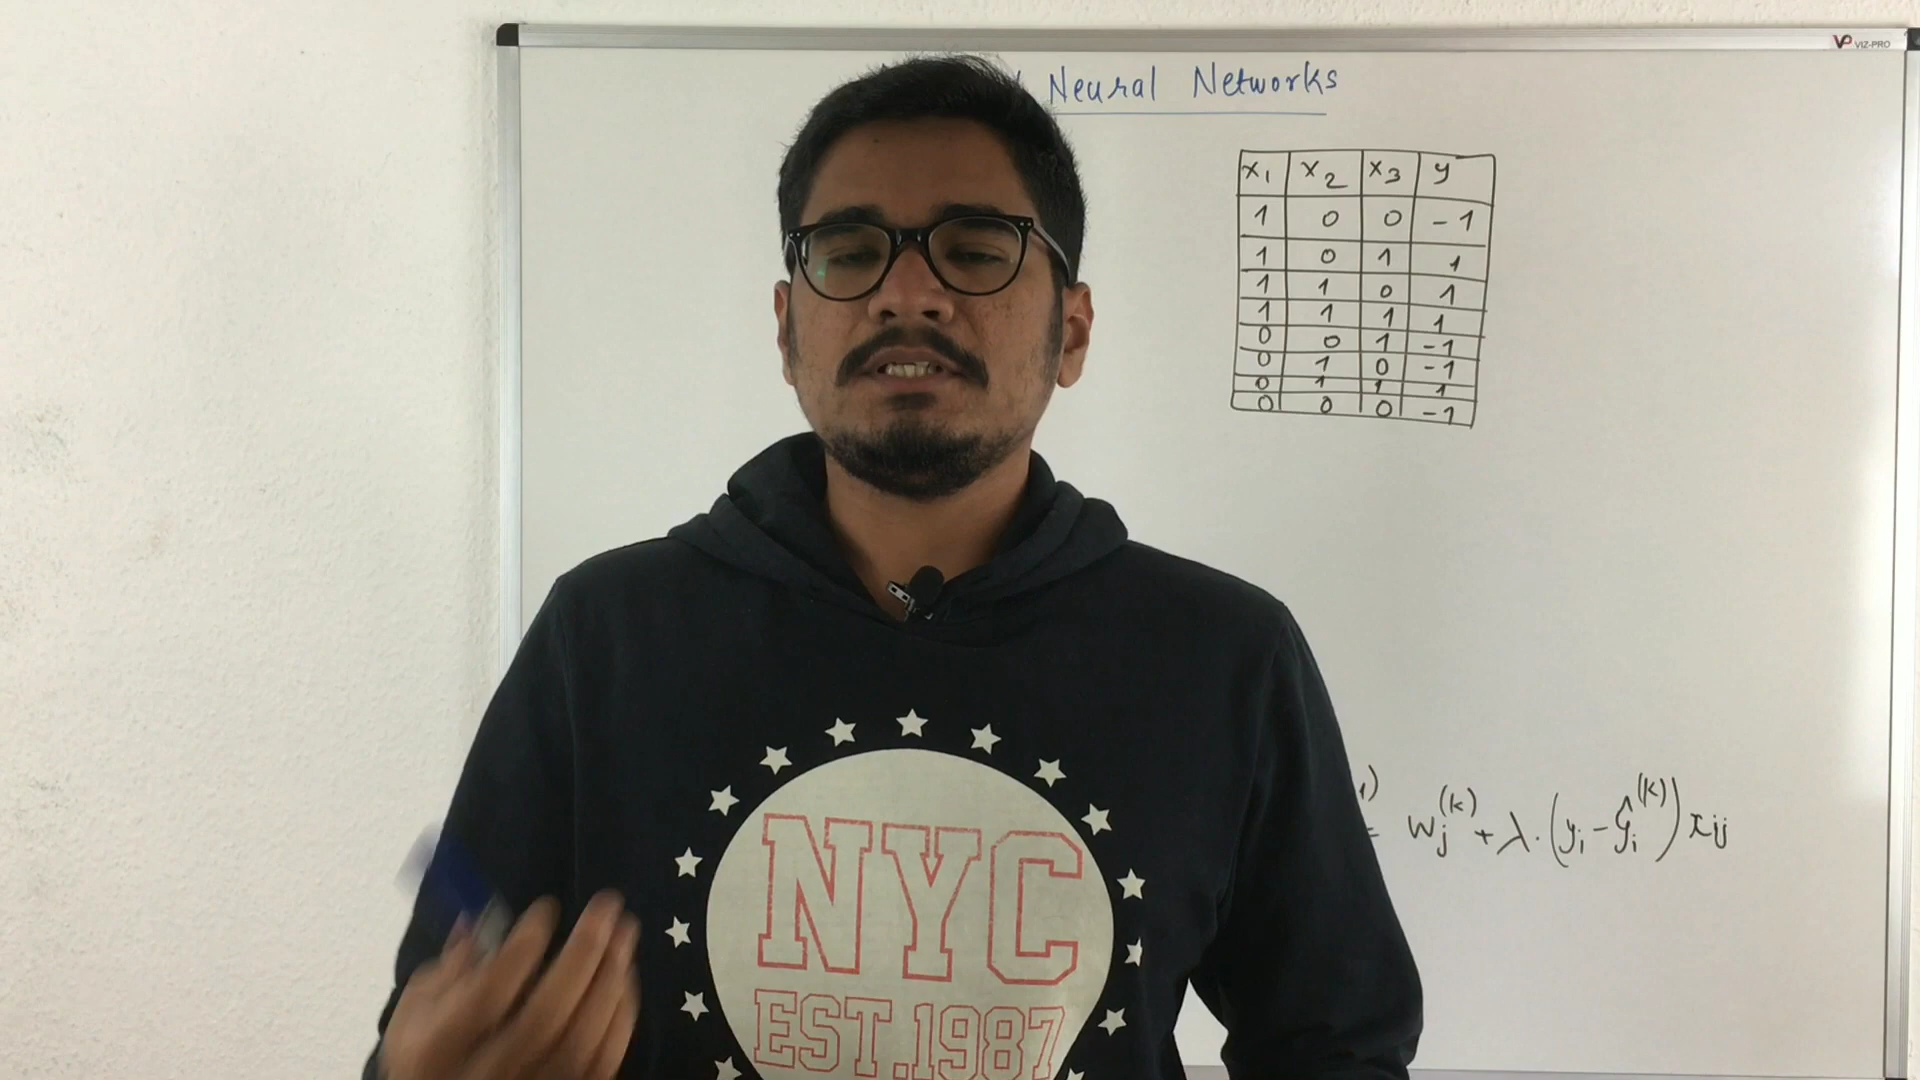 VP VIZ-PRO
Neural Networks
x₁ x₂ x₃ y
1 0 0 -1
1 0 1 1
1 1 0 1
1 1 1 1
0 0 1 -1
0 1 0 -1
0 1 1 1
0 0 0 -1
1)
= wⱼ⁽ᵏ⁾ + λ · (yᵢ - ŷᵢ⁽ᵏ⁾) xᵢⱼ
NYC
EST.1987